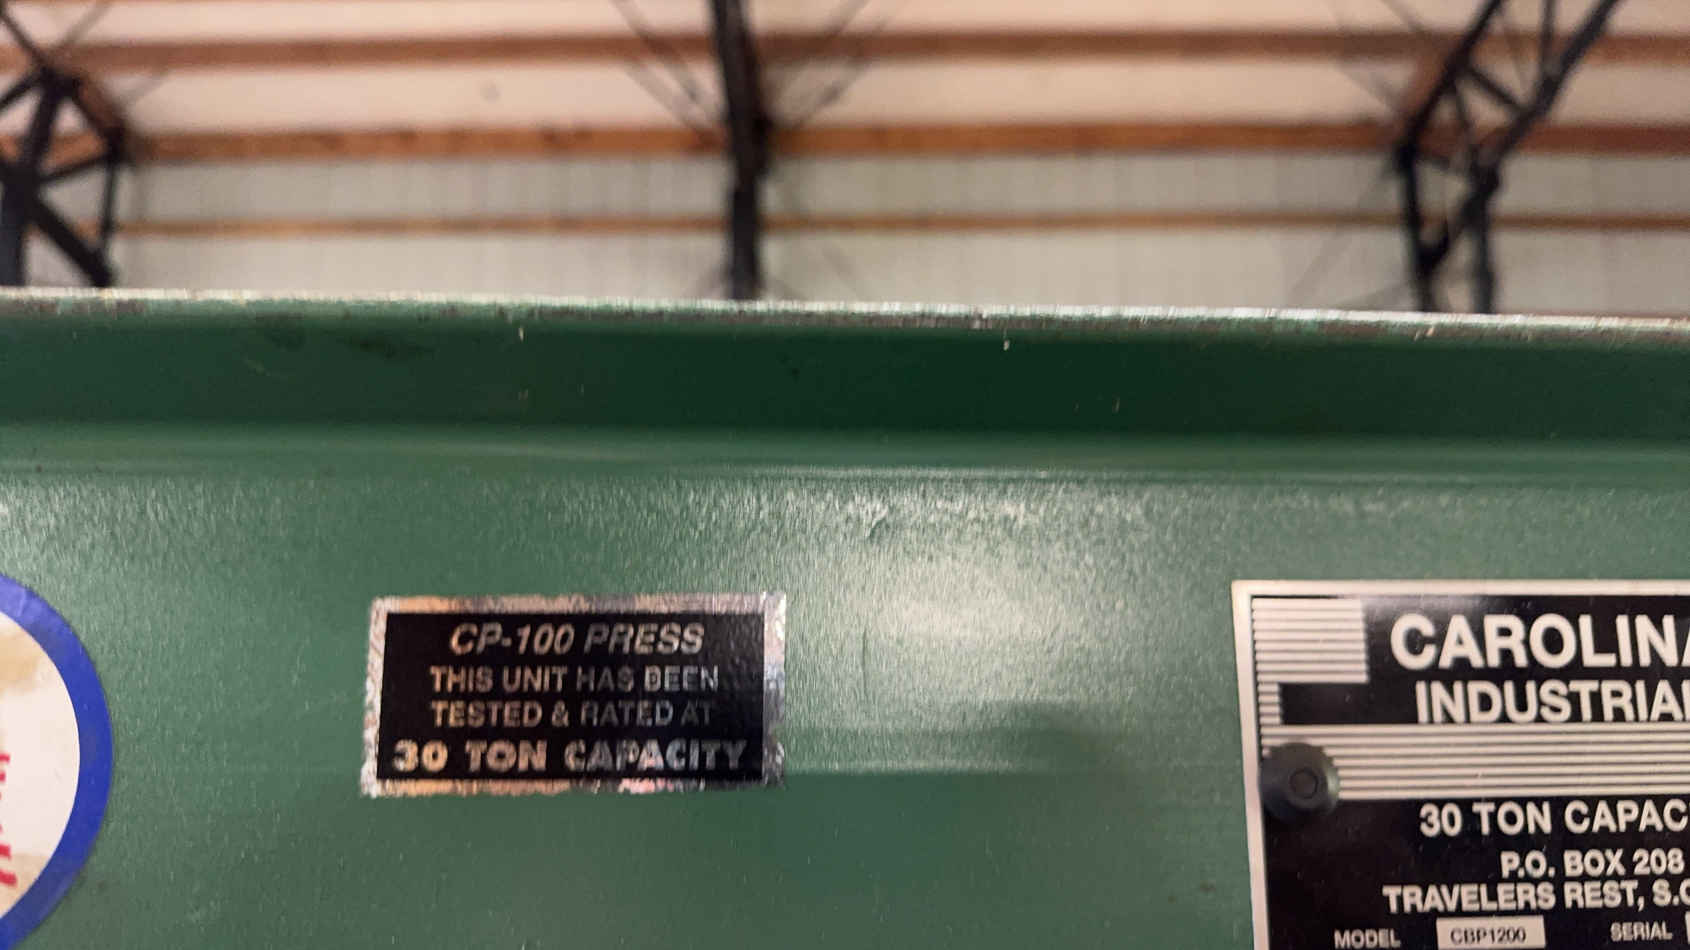 CP-100 PRESS
THIS UNIT HAS BEEN
TESTED & RATED AT
30 TON CAPACITY
CAROLINA
INDUSTRIAL
30 TON CAPAC
P.O. BOX 208
TRAVELERS REST, S.C
MODEL CBP1200 SERIAL